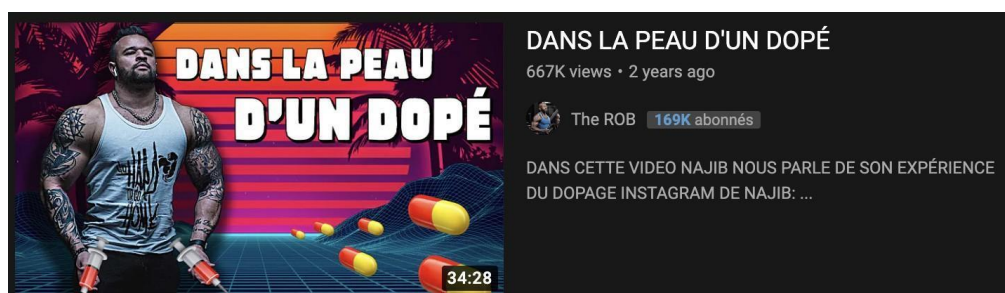 DANS LA PEAU
D'UN DOPÉ
34:28
DANS LA PEAU D'UN DOPÉ
667K views • 2 years ago
The ROB 169K abonnés
DANS CETTE VIDEO NAJIB NOUS PARLE DE SON EXPÉRIENCE
DU DOPAGE INSTAGRAM DE NAJIB: ...